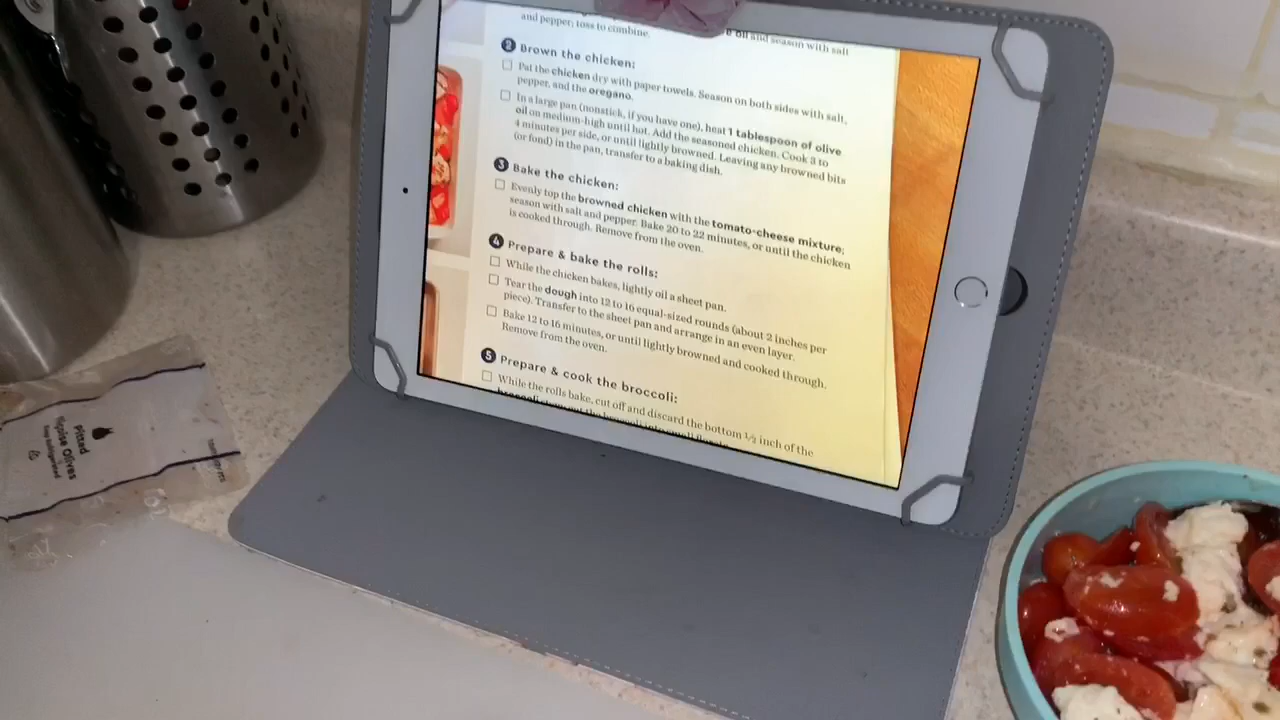 and pepper; toss to combine.
e oil and season with salt
2 Brown the chicken:
Pat the chicken dry with paper towels. Season on both sides with salt,
pepper, and the oregano.
In a large pan (nonstick, if you have one), heat 1 tablespoon of olive
oil on medium-high until hot. Add the seasoned chicken. Cook 3 to
4 minutes per side, or until lightly browned. Leaving any browned bits
(or fond) in the pan, transfer to a baking dish.
3 Bake the chicken:
Evenly top the browned chicken with the tomato-cheese mixture;
season with salt and pepper. Bake 20 to 22 minutes, or until the chicken
is cooked through. Remove from the oven.
4 Prepare & bake the rolls:
While the chicken bakes, lightly oil a sheet pan.
Tear the dough into 12 to 16 equal-sized rounds (about 2 inches per
piece). Transfer to the sheet pan and arrange in an even layer.
Bake 12 to 16 minutes, or until lightly browned and cooked through.
Remove from the oven.
5 Prepare & cook the broccoli:
While the rolls bake, cut off and discard the bottom 1/2 inch of the
Pitted
Niçoise Olives